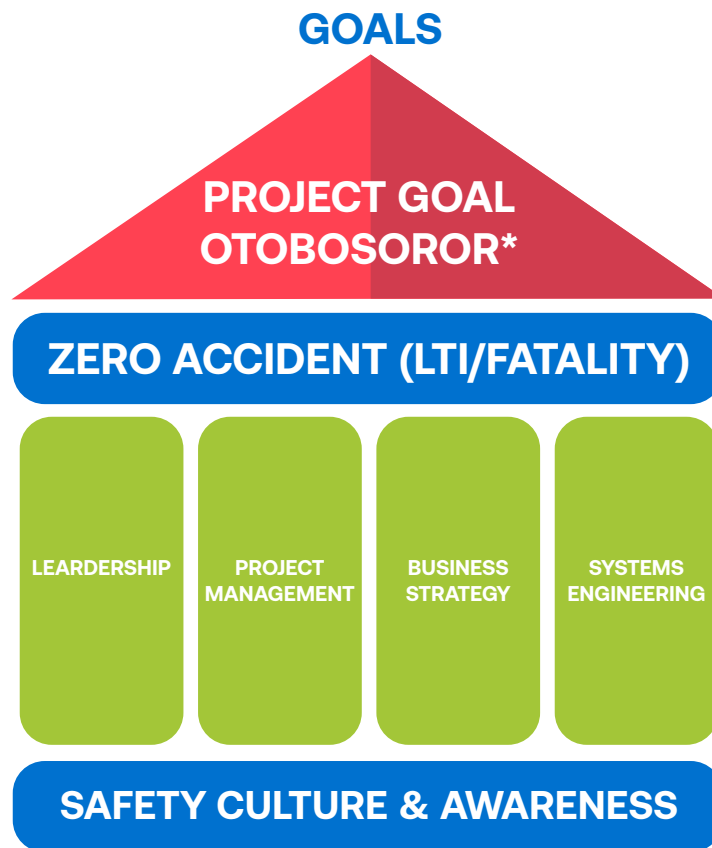 GOALS
PROJECT GOAL
OTOBOSOROR*
ZERO ACCIDENT (LTI/FATALITY)
LEARDERSHIP
PROJECT
MANAGEMENT
BUSINESS
STRATEGY
SYSTEMS
ENGINEERING
SAFETY CULTURE & AWARENESS